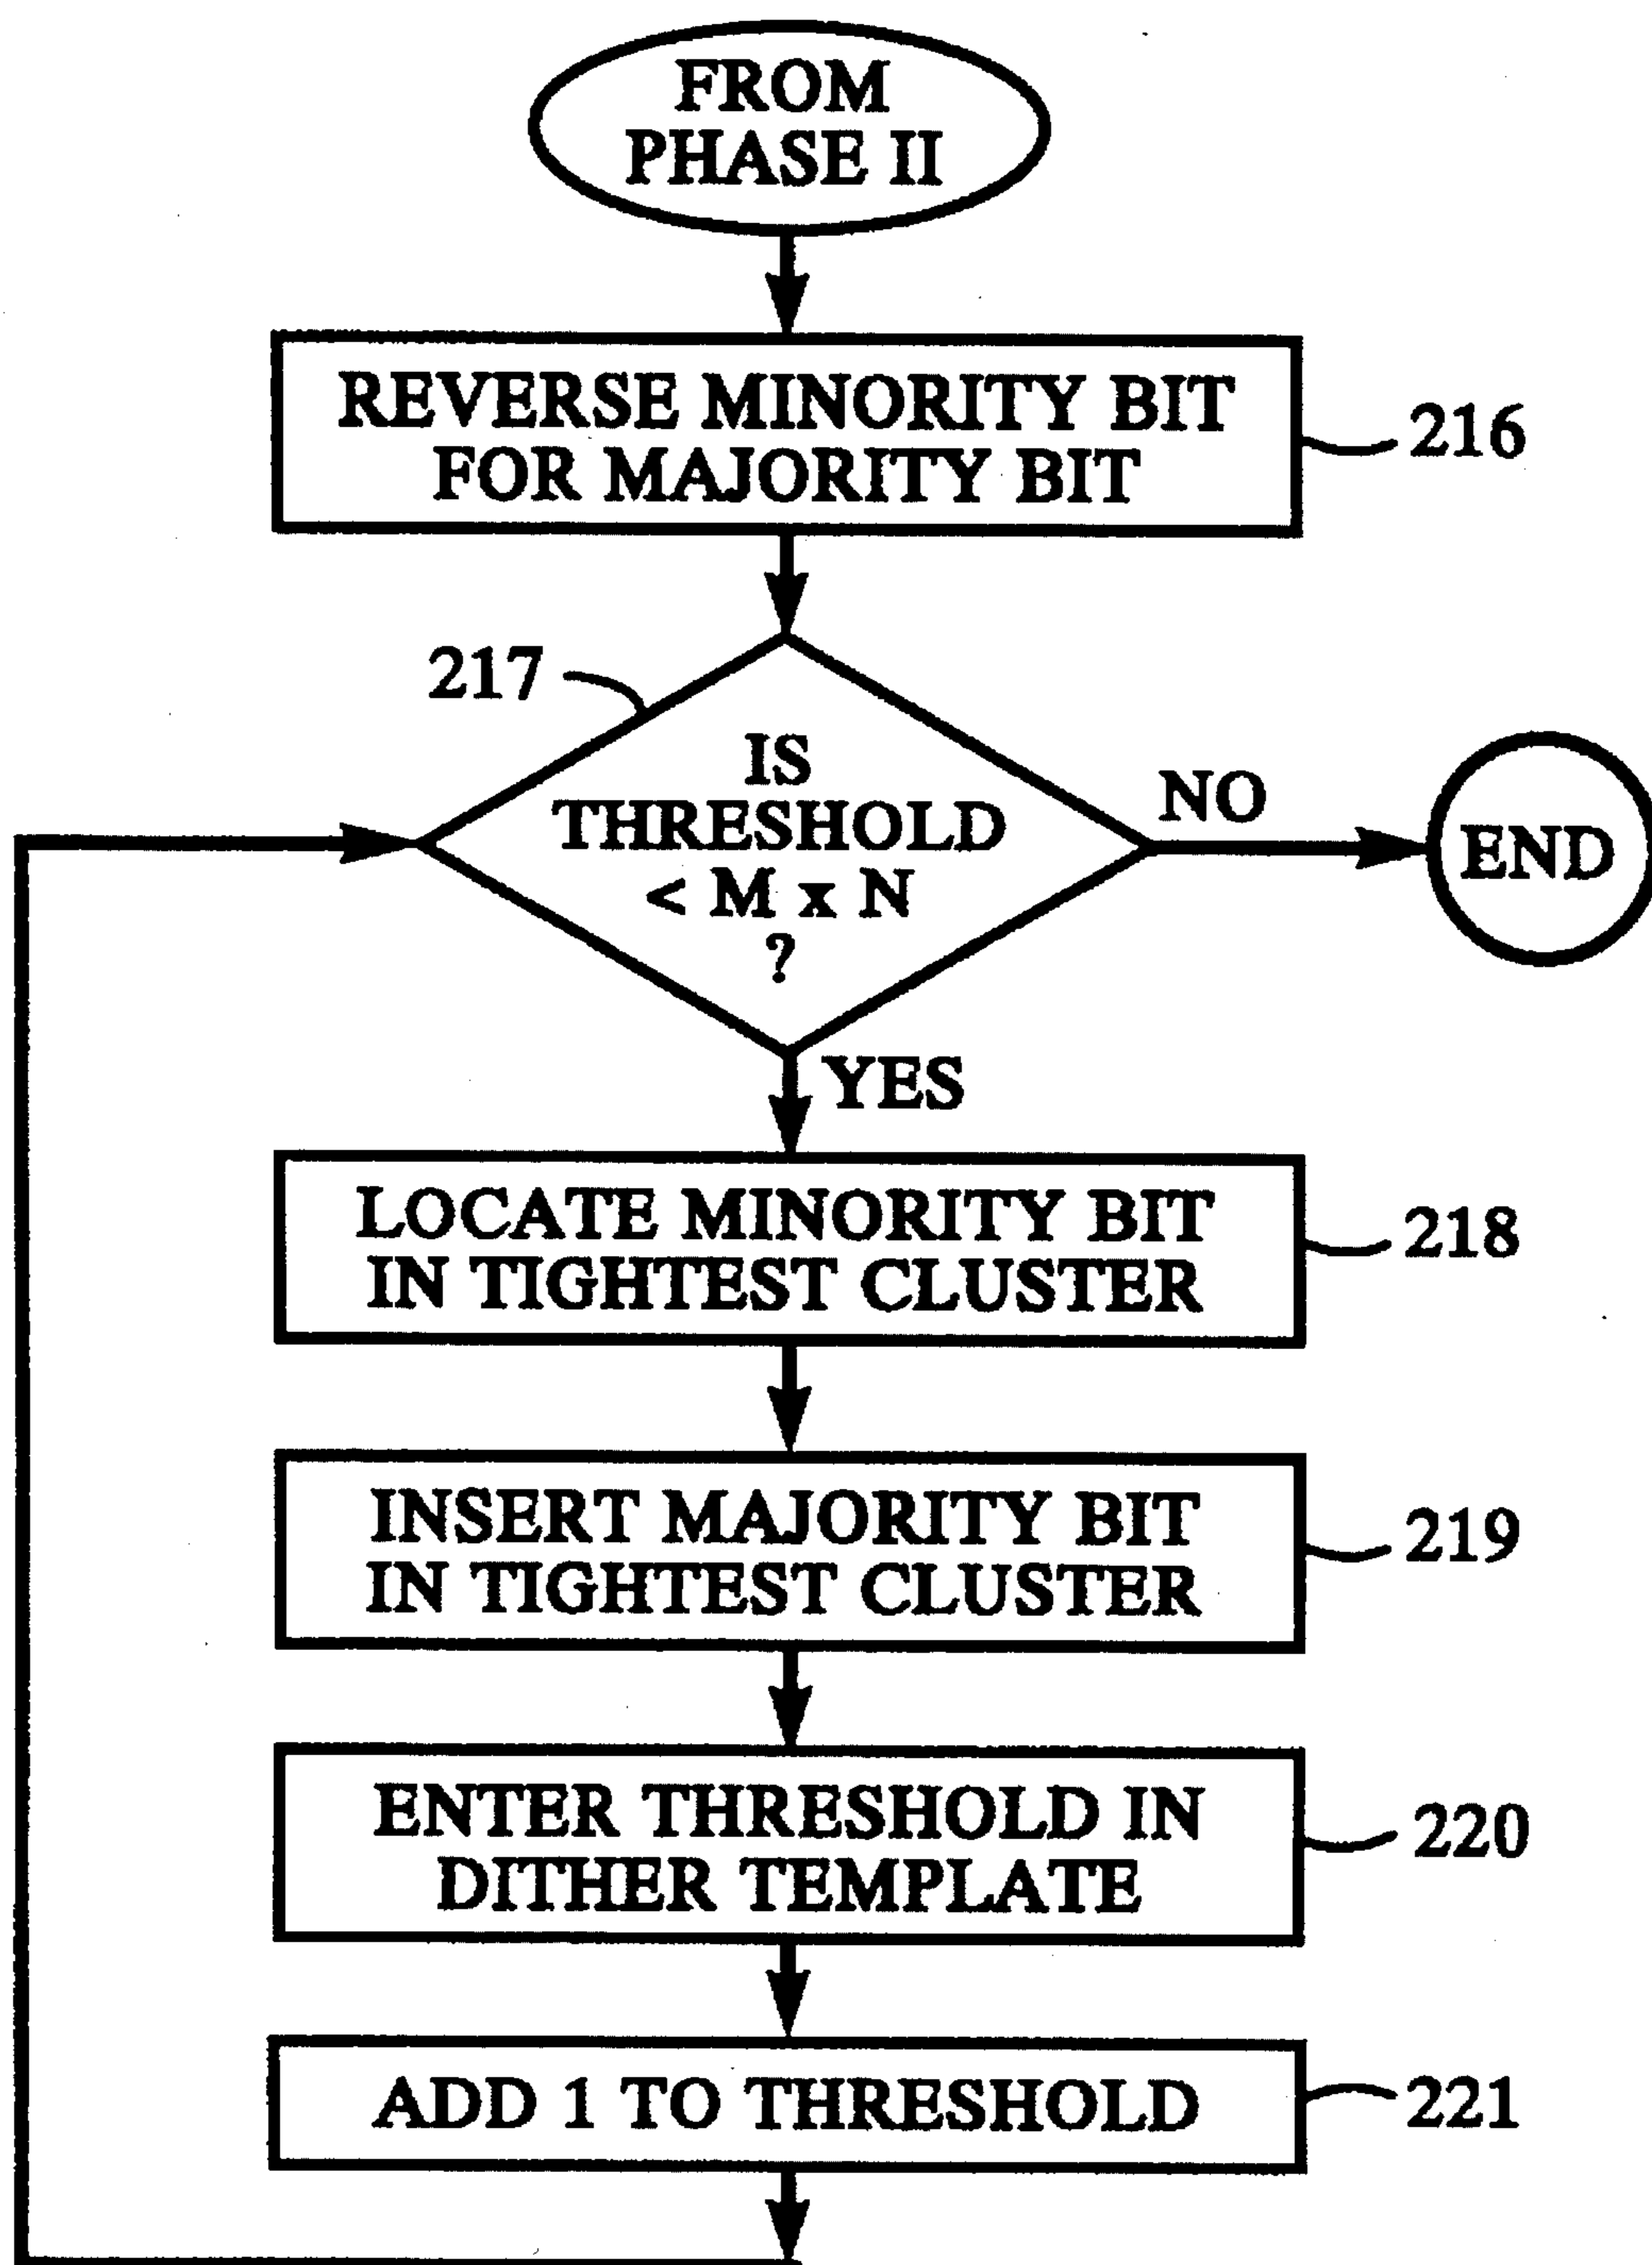 FROM
PHASE II
REVERSE MINORITY BIT
FOR MAJORITY BIT
216
217
IS
THRESHOLD
< M x N
?
NO
END
YES
LOCATE MINORITY BIT
IN TIGHTEST CLUSTER
218
INSERT MAJORITY BIT
IN TIGHTEST CLUSTER
219
ENTER THRESHOLD IN
DITHER TEMPLATE
220
ADD 1 TO THRESHOLD
221